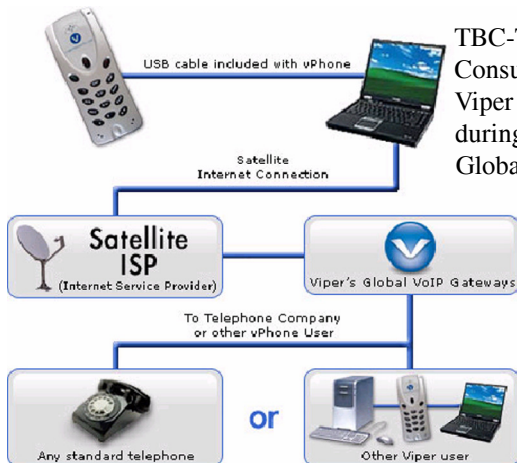 USB cable included with vPhone
TBC-
Consu
Viper
during
Globa
Satellite
Internet Connection
Satellite
ISP
(Internet Service Provider)
Viper's Global VoIP Gateways
To Telephone Company
or other vPhone User
Any standard telephone
or
Other Viper user